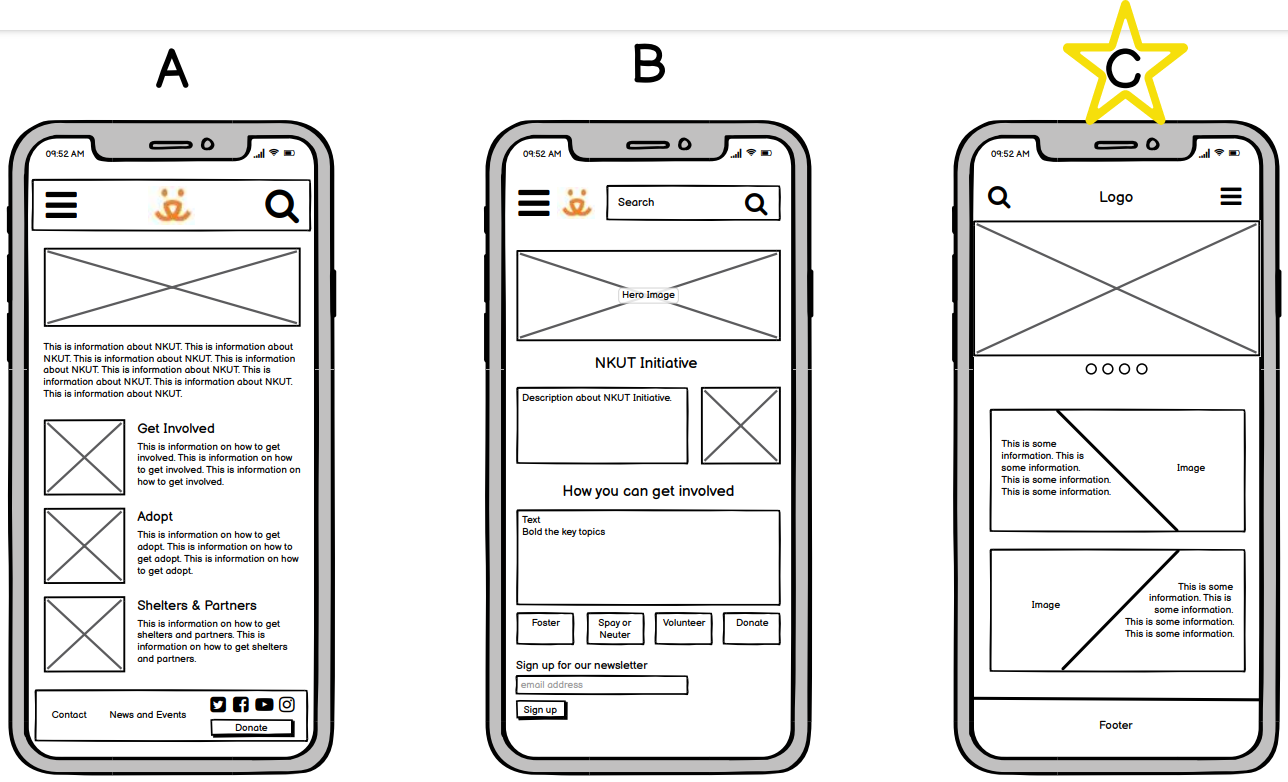 A
09:52 AM
This is information about NKUT. This is information about
NKUT. This is information about NKUT. This is information
about NKUT. This is information about NKUT. This is
information about NKUT. This is information about NKUT.
This is information about NKUT.
Get Involved
This is information on how to get
involved. This is information on how
to get involved. This is information on
how to get involved.
Adopt
This is information on how to get
adopt. This is information on how to
get adopt. This is information on how
to get adopt.
Shelters & Partners
This is information on how to get
shelters and partners. This is
information on how to get shelters
and partners.
Contact
News and Events
Donate
B
09:52 AM
Search
Hero Image
NKUT Initiative
Description about NKUT Initiative.
How you can get involved
Text
Bold the key topics
Foster
Spay or
Neuter
Volunteer
Donate
Sign up for our newsletter
email address
Sign up
C
09:52 AM
Logo
This is some
information. This is
some information.
This is some information.
This is some information.
Image
Image
This is some
information. This is
some information.
This is some information.
This is some information.
Footer